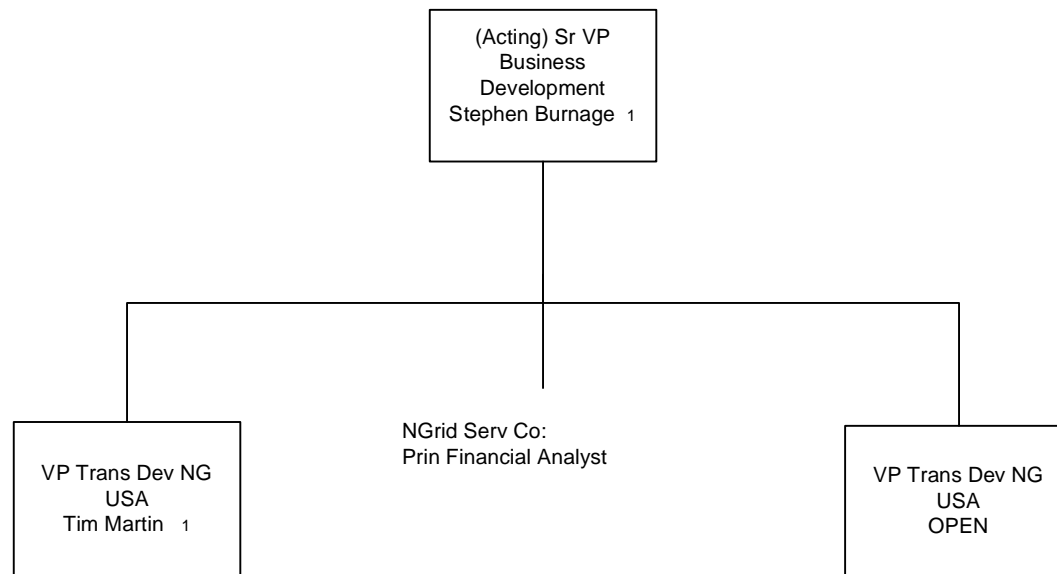 (Acting) Sr VP
Business
Development
Stephen Burnage 1
NGrid Serv Co:
Prin Financial Analyst
VP Trans Dev NG
USA
Tim Martin 1
VP Trans Dev NG
USA
OPEN